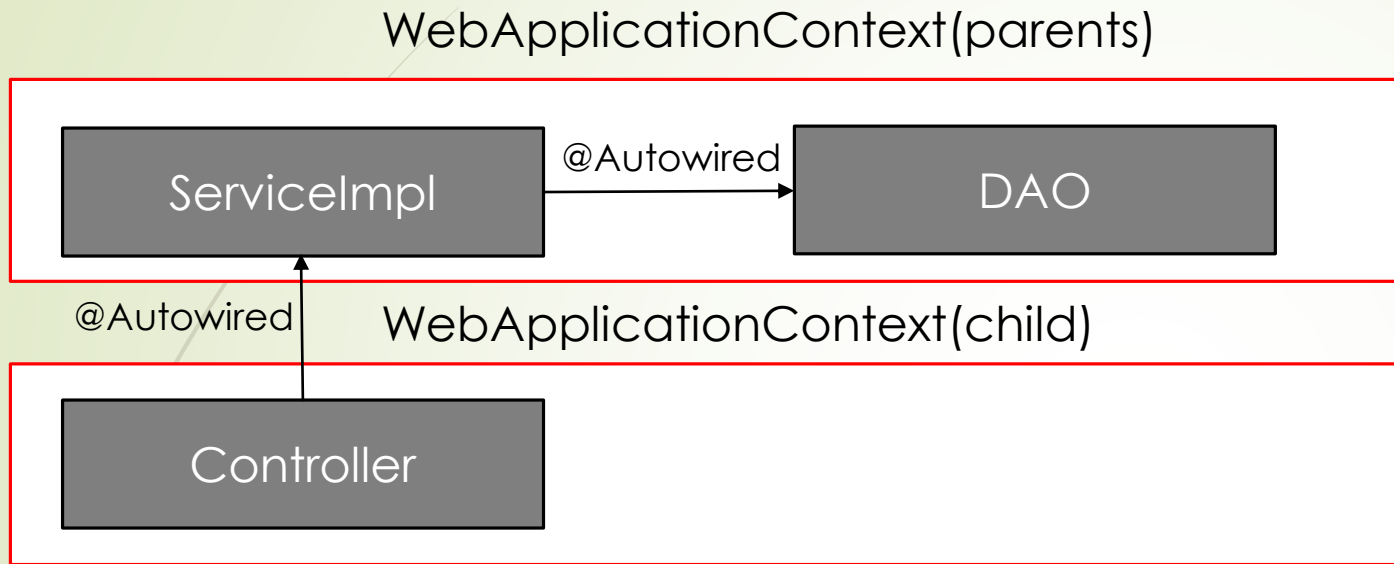 WebApplicationContext(parents)
ServiceImpl
@Autowired
DAO
@Autowired
WebApplicationContext(child)
Controller